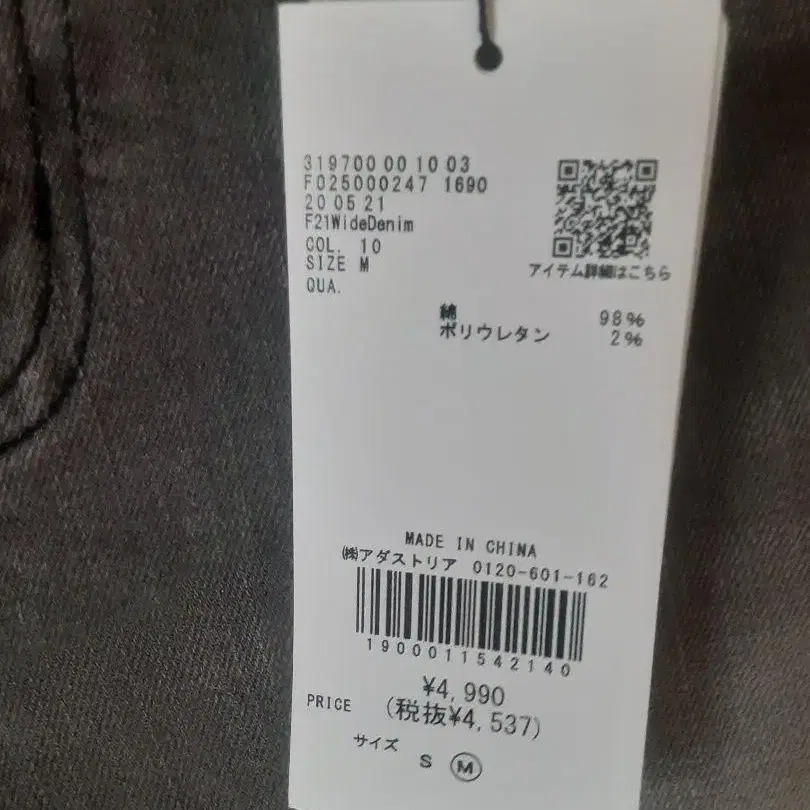 319700 00 10 03
F025000247 1690
20 05 21
F21WideDenim
COL. 10
SIZE M
QUA.
アイテム詳細はこちら
綿 98%
ポリウレタン 2%
MADE IN CHINA
㈱アダストリア 0120-601-162
1900011542140
¥4,990
PRICE (税抜¥4,537)
サイズ
S M